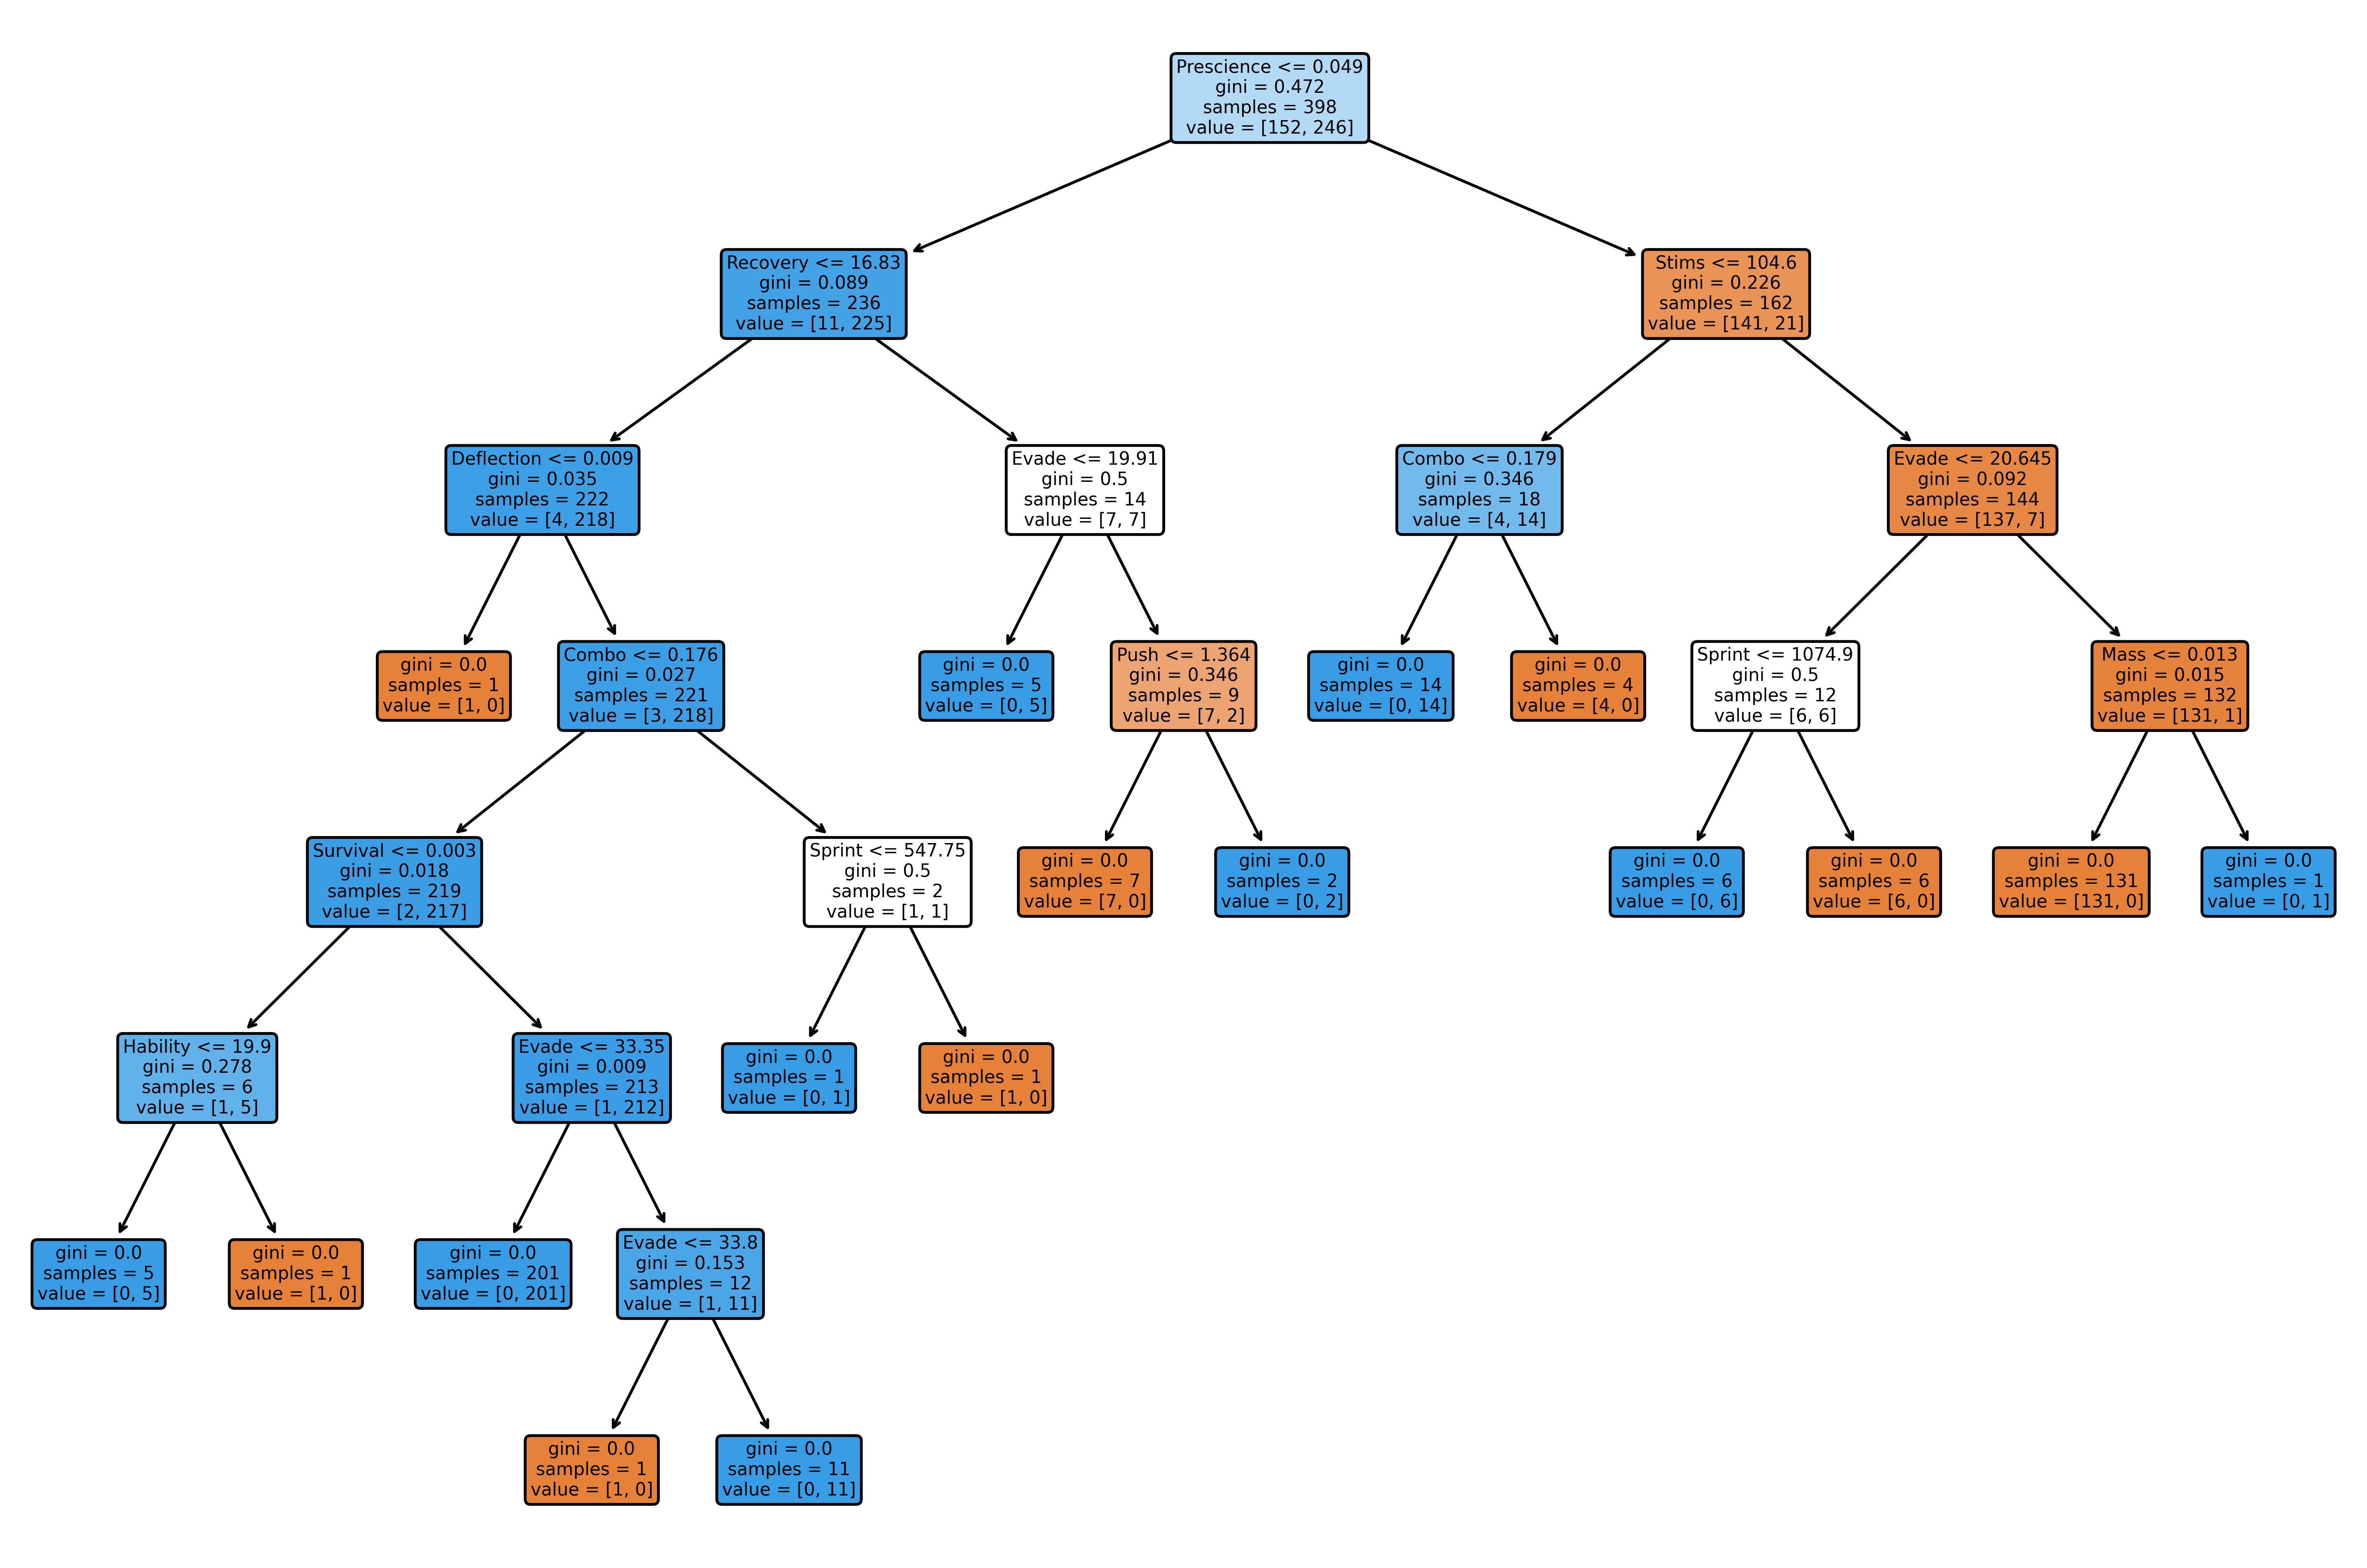 Prescience <= 0.049
gini = 0.472
samples = 398
value = [152, 246]
Recovery <= 16.83
gini = 0.089
samples = 236
value = [11, 225]
Stims <= 104.6
gini = 0.226
samples = 162
value = [141, 21]
Deflection <= 0.009
gini = 0.035
samples = 222
value = [4, 218]
Evade <= 19.91
gini = 0.5
samples = 14
value = [7, 7]
Combo <= 0.179
gini = 0.346
samples = 18
value = [4, 14]
Evade <= 20.645
gini = 0.092
samples = 144
value = [137, 7]
gini = 0.0
samples = 1
value = [1, 0]
Combo <= 0.176
gini = 0.027
samples = 221
value = [3, 218]
gini = 0.0
samples = 5
value = [0, 5]
Push <= 1.364
gini = 0.346
samples = 9
value = [7, 2]
gini = 0.0
samples = 14
value = [0, 14]
gini = 0.0
samples = 4
value = [4, 0]
Sprint <= 1074.9
gini = 0.5
samples = 12
value = [6, 6]
Mass <= 0.013
gini = 0.015
samples = 132
value = [131, 1]
Survival <= 0.003
gini = 0.018
samples = 219
value = [2, 217]
Sprint <= 547.75
gini = 0.5
samples = 2
value = [1, 1]
gini = 0.0
samples = 7
value = [7, 0]
gini = 0.0
samples = 2
value = [0, 2]
gini = 0.0
samples = 6
value = [0, 6]
gini = 0.0
samples = 6
value = [6, 0]
gini = 0.0
samples = 131
value = [131, 0]
gini = 0.0
samples = 1
value = [0, 1]
Hability <= 19.9
gini = 0.278
samples = 6
value = [1, 5]
Evade <= 33.35
gini = 0.009
samples = 213
value = [1, 212]
gini = 0.0
samples = 1
value = [0, 1]
gini = 0.0
samples = 1
value = [1, 0]
gini = 0.0
samples = 5
value = [0, 5]
gini = 0.0
samples = 1
value = [1, 0]
gini = 0.0
samples = 201
value = [0, 201]
Evade <= 33.8
gini = 0.153
samples = 12
value = [1, 11]
gini = 0.0
samples = 1
value = [1, 0]
gini = 0.0
samples = 11
value = [0, 11]